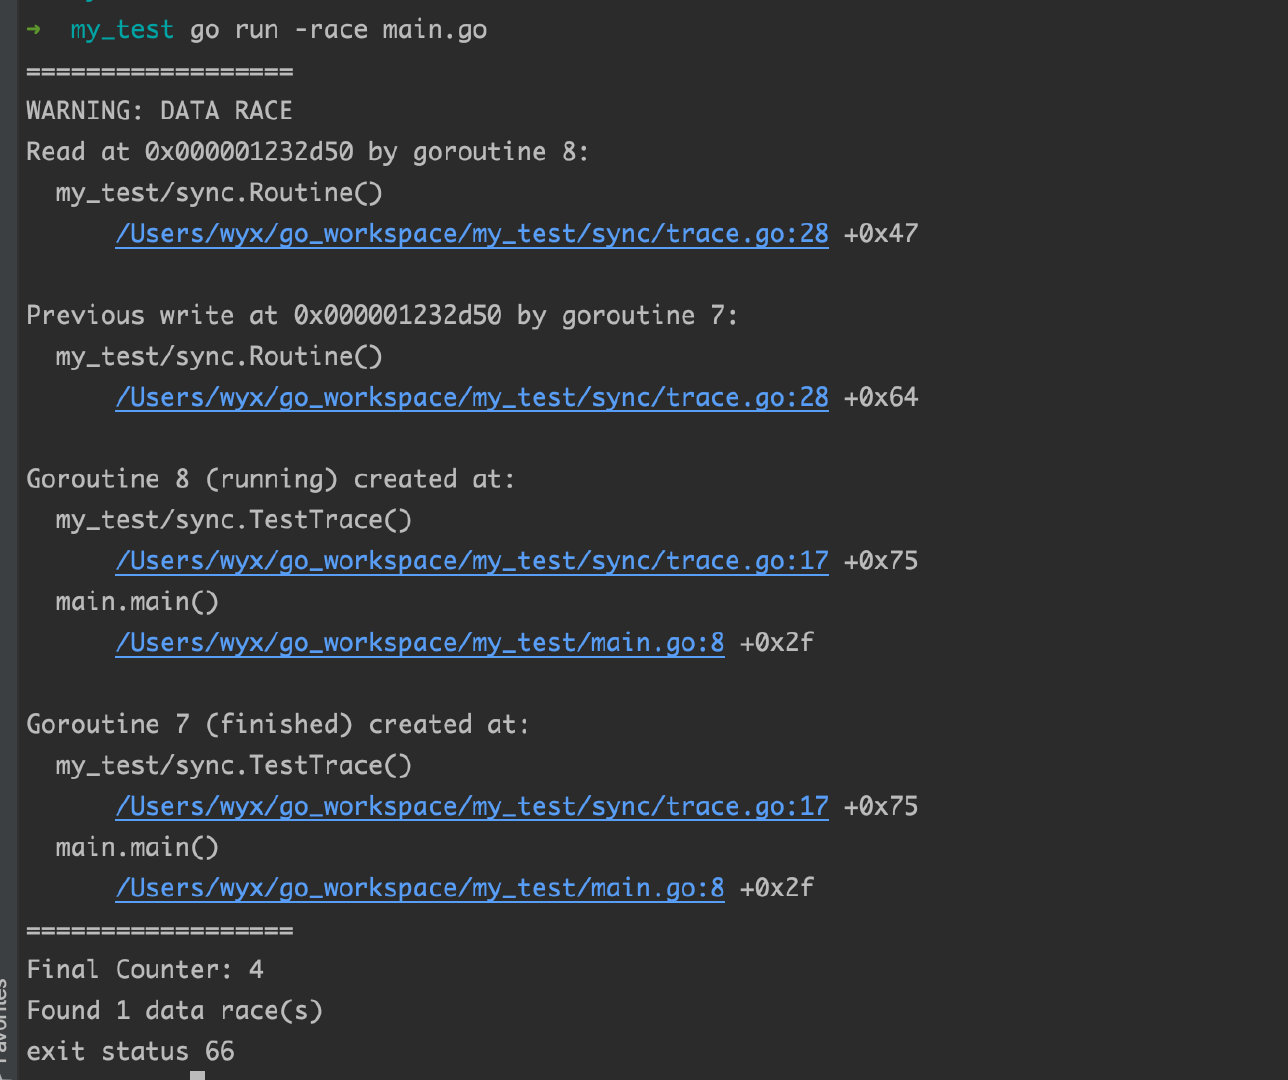 → my_test go run -race main.go
==================
WARNING: DATA RACE
Read at 0x000001232d50 by goroutine 8:
my_test/sync.Routine()
/Users/wyx/go_workspace/my_test/sync/trace.go:28 +0x47
Previous write at 0x000001232d50 by goroutine 7:
my_test/sync.Routine()
/Users/wyx/go_workspace/my_test/sync/trace.go:28 +0x64
Goroutine 8 (running) created at:
my_test/sync.TestTrace()
/Users/wyx/go_workspace/my_test/sync/trace.go:17 +0x75
main.main()
/Users/wyx/go_workspace/my_test/main.go:8 +0x2f
Goroutine 7 (finished) created at:
my_test/sync.TestTrace()
/Users/wyx/go_workspace/my_test/sync/trace.go:17 +0x75
main.main()
/Users/wyx/go_workspace/my_test/main.go:8 +0x2f
==================
Final Counter: 4
Found 1 data race(s)
exit status 66